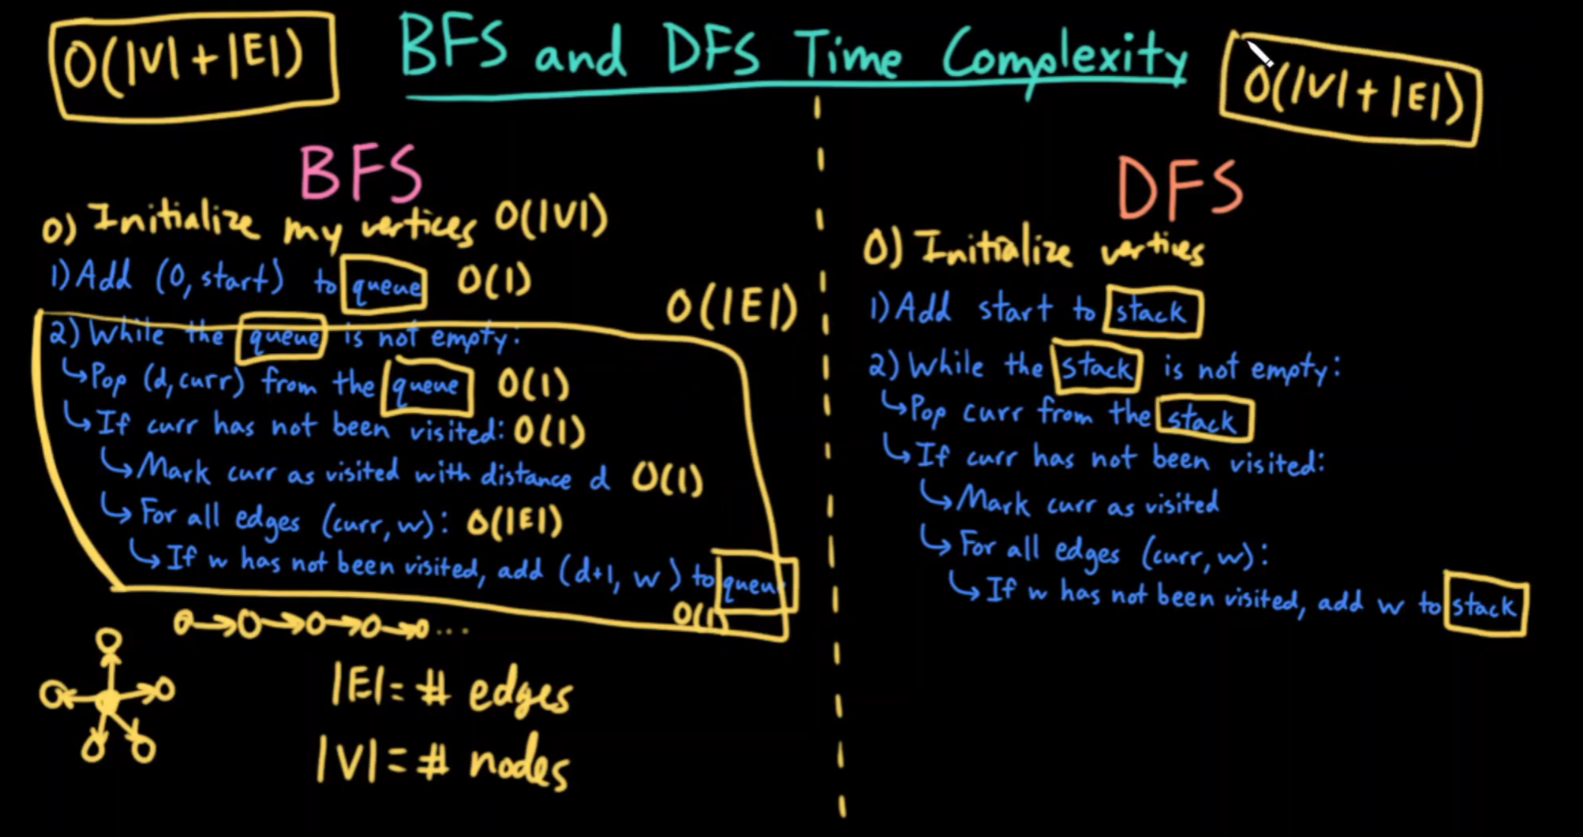 O(|V| + |E|)
BFS and DFS Time Complexity
O(|V| + |E|)
BFS
0) Initialize my vertices O(|V|)
1) Add (0, start) to queue O(1)
O(|E|)
2) While the queue is not empty:
↳ Pop (d, curr) from the queue O(1)
↳ If curr has not been visited: O(1)
↳ Mark curr as visited with distance d O(1)
↳ For all edges (curr, w): O(|E|)
↳ If w has not been visited, add (d+1, w) to queue
O(1)
...
|E| = # edges
|V| = # nodes
DFS
0) Initialize vertices
1) Add start to stack
2) While the stack is not empty:
↳ Pop curr from the stack
↳ If curr has not been visited:
↳ Mark curr as visited
↳ For all edges (curr, w):
↳ If w has not been visited, add w to stack